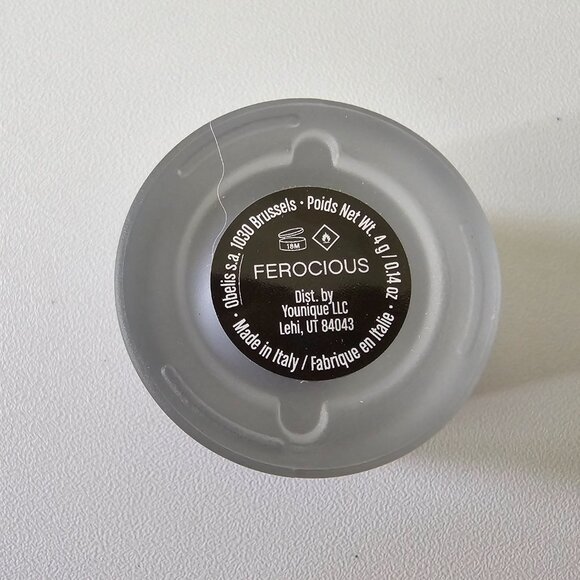 Obelis s.a. 1030 Brussels • Poids Net Wt. 4 g / 0.14 oz •
18M
FEROCIOUS
Dist. by
Younique LLC
Lehi, UT 84043
Made in Italy / Fabrique en Italie •